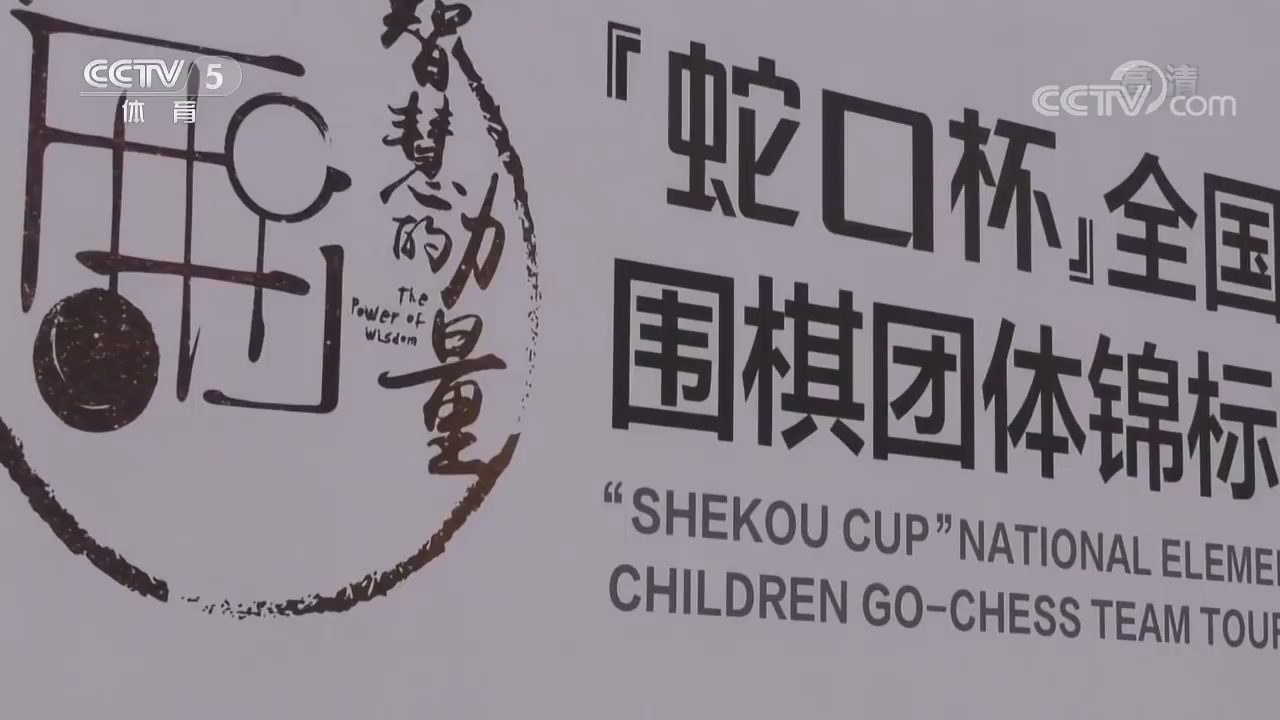 CCTV 5
体育
高清
CCTV.com
智慧的力量
The
Power of
Wisdom
『蛇口杯』全国
围棋团体锦标
“SHEKOU CUP”NATIONAL ELEME
CHILDREN GO-CHESS TEAM TOU